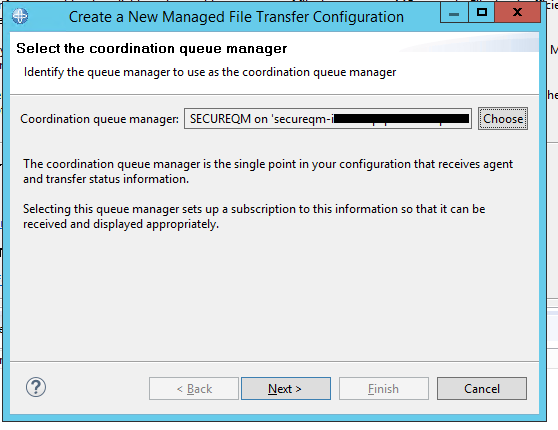 Create a New Managed File Transfer Configuration
Select the coordination queue manager
Identify the queue manager to use as the coordination queue manager
Coordination queue manager: SECUREQM on 'secureqm-i Choose
The coordination queue manager is the single point in your configuration that receives agent
and transfer status information.
Selecting this queue manager sets up a subscription to this information so that it can be
received and displayed appropriately.
? < Back Next > Finish Cancel